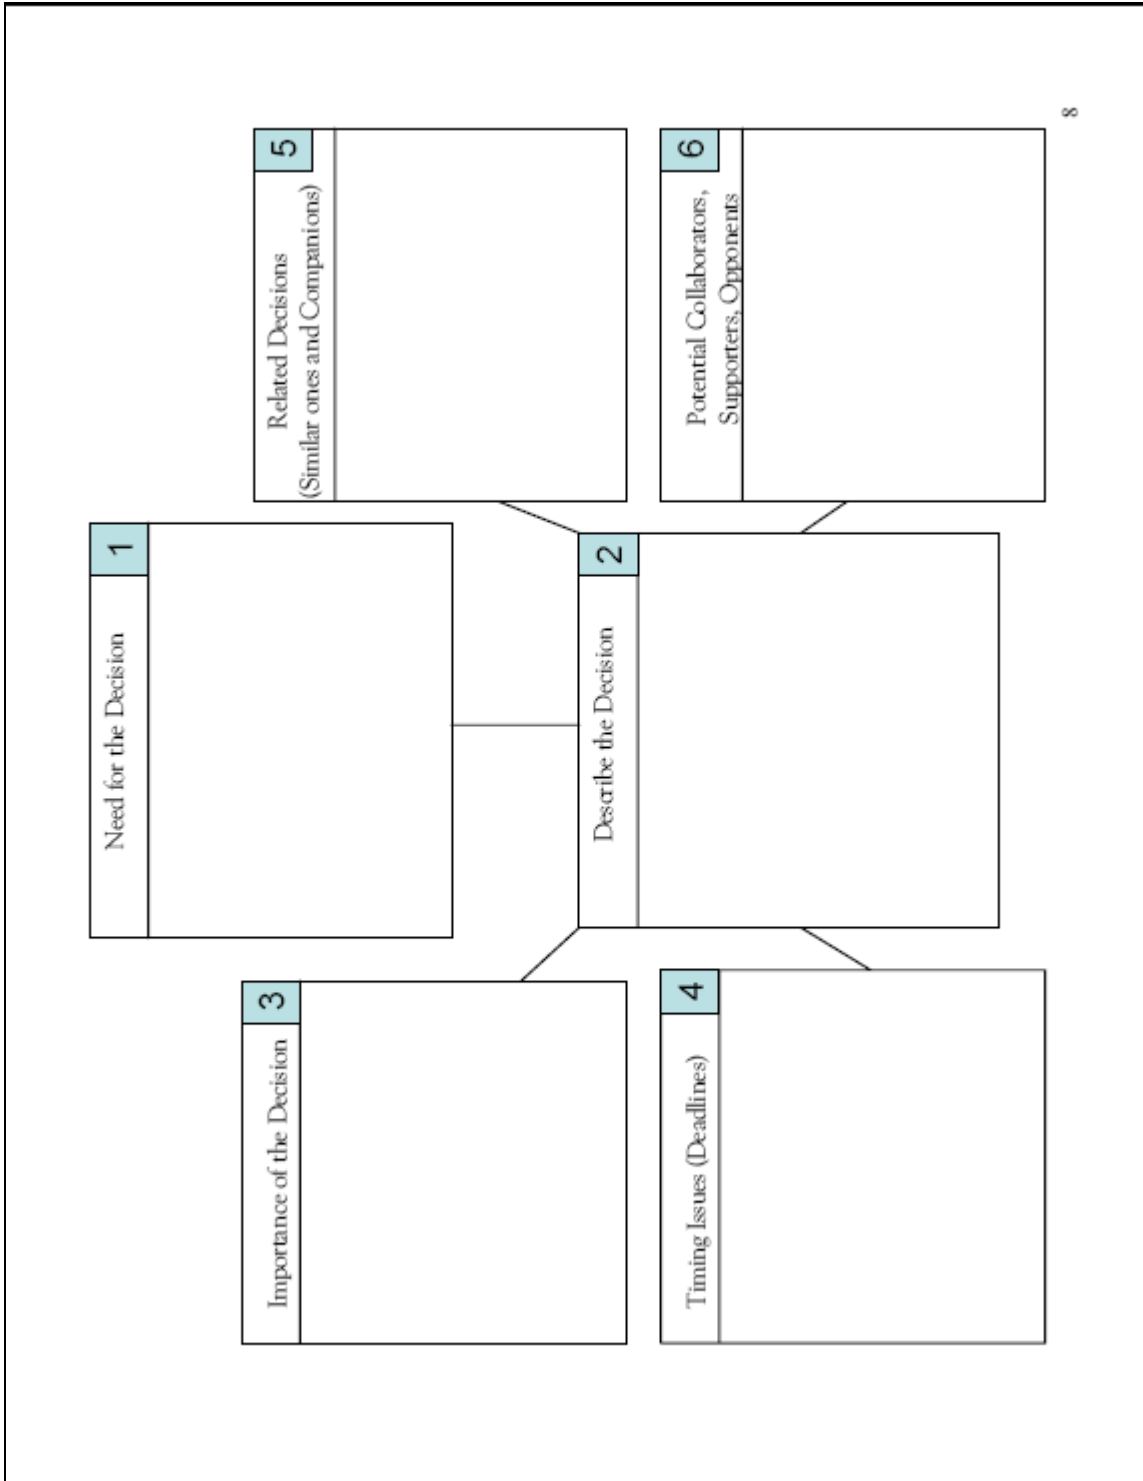 1
Need for the Decision
2
Describe the Decision
3
Importance of the Decision
4
Timing Issues (Deadlines)
5
Related Decisions
(Similar ones and Companions)
6
Potential Collaborators,
Supporters, Opponents
8